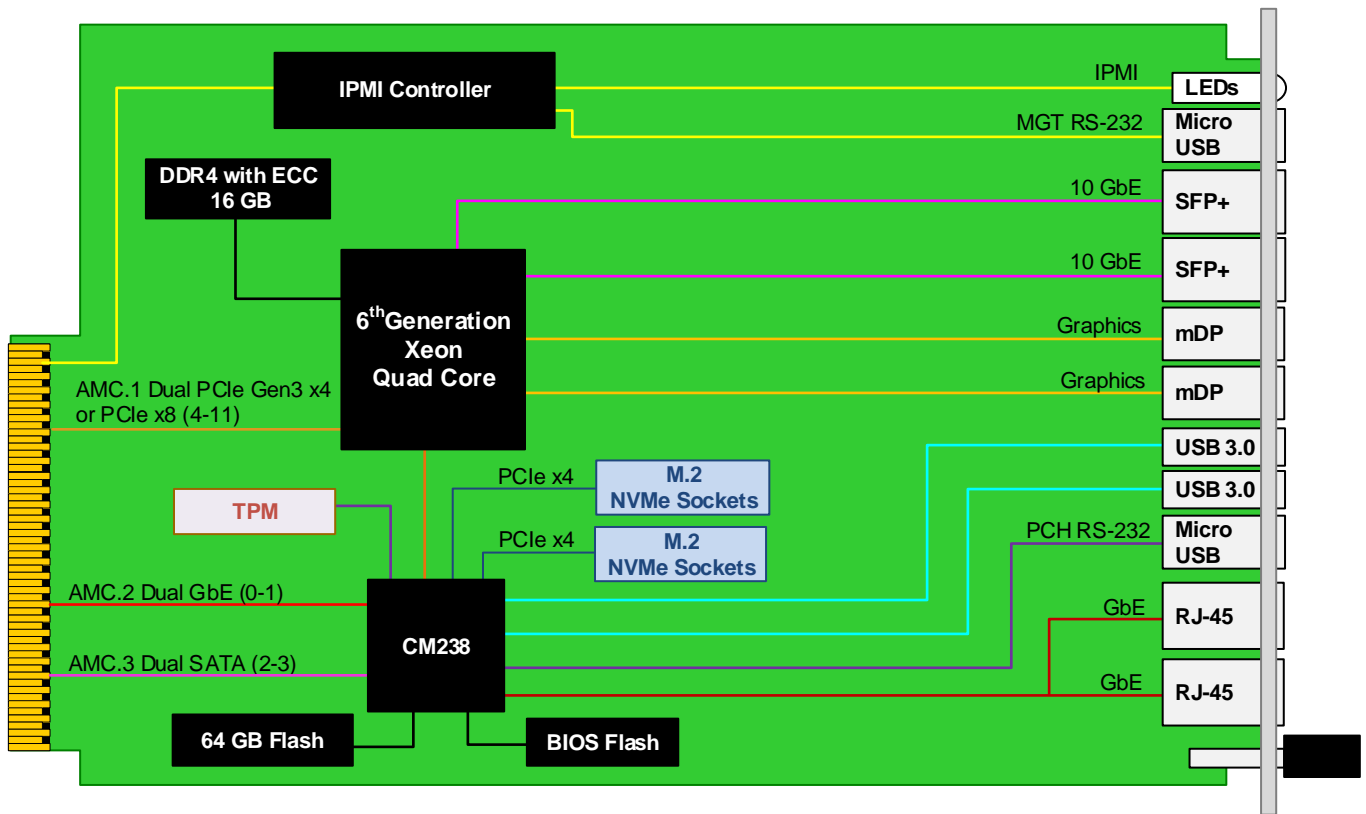 IPMI Controller
IPMI
LEDs
MGT RS-232
Micro
USB
DDR4 with ECC
16 GB
10 GbE
SFP+
10 GbE
SFP+
6thGeneration
Xeon
Quad Core
Graphics
mDP
Graphics
mDP
AMC.1 Dual PCIe Gen3 x4
or PCIe x8 (4-11)
USB 3.0
USB 3.0
PCIe x4
M.2
NVMe Sockets
TPM
PCH RS-232
Micro
USB
PCIe x4
M.2
NVMe Sockets
AMC.2 Dual GbE (0-1)
CM238
GbE
RJ-45
AMC.3 Dual SATA (2-3)
GbE
RJ-45
64 GB Flash
BIOS Flash